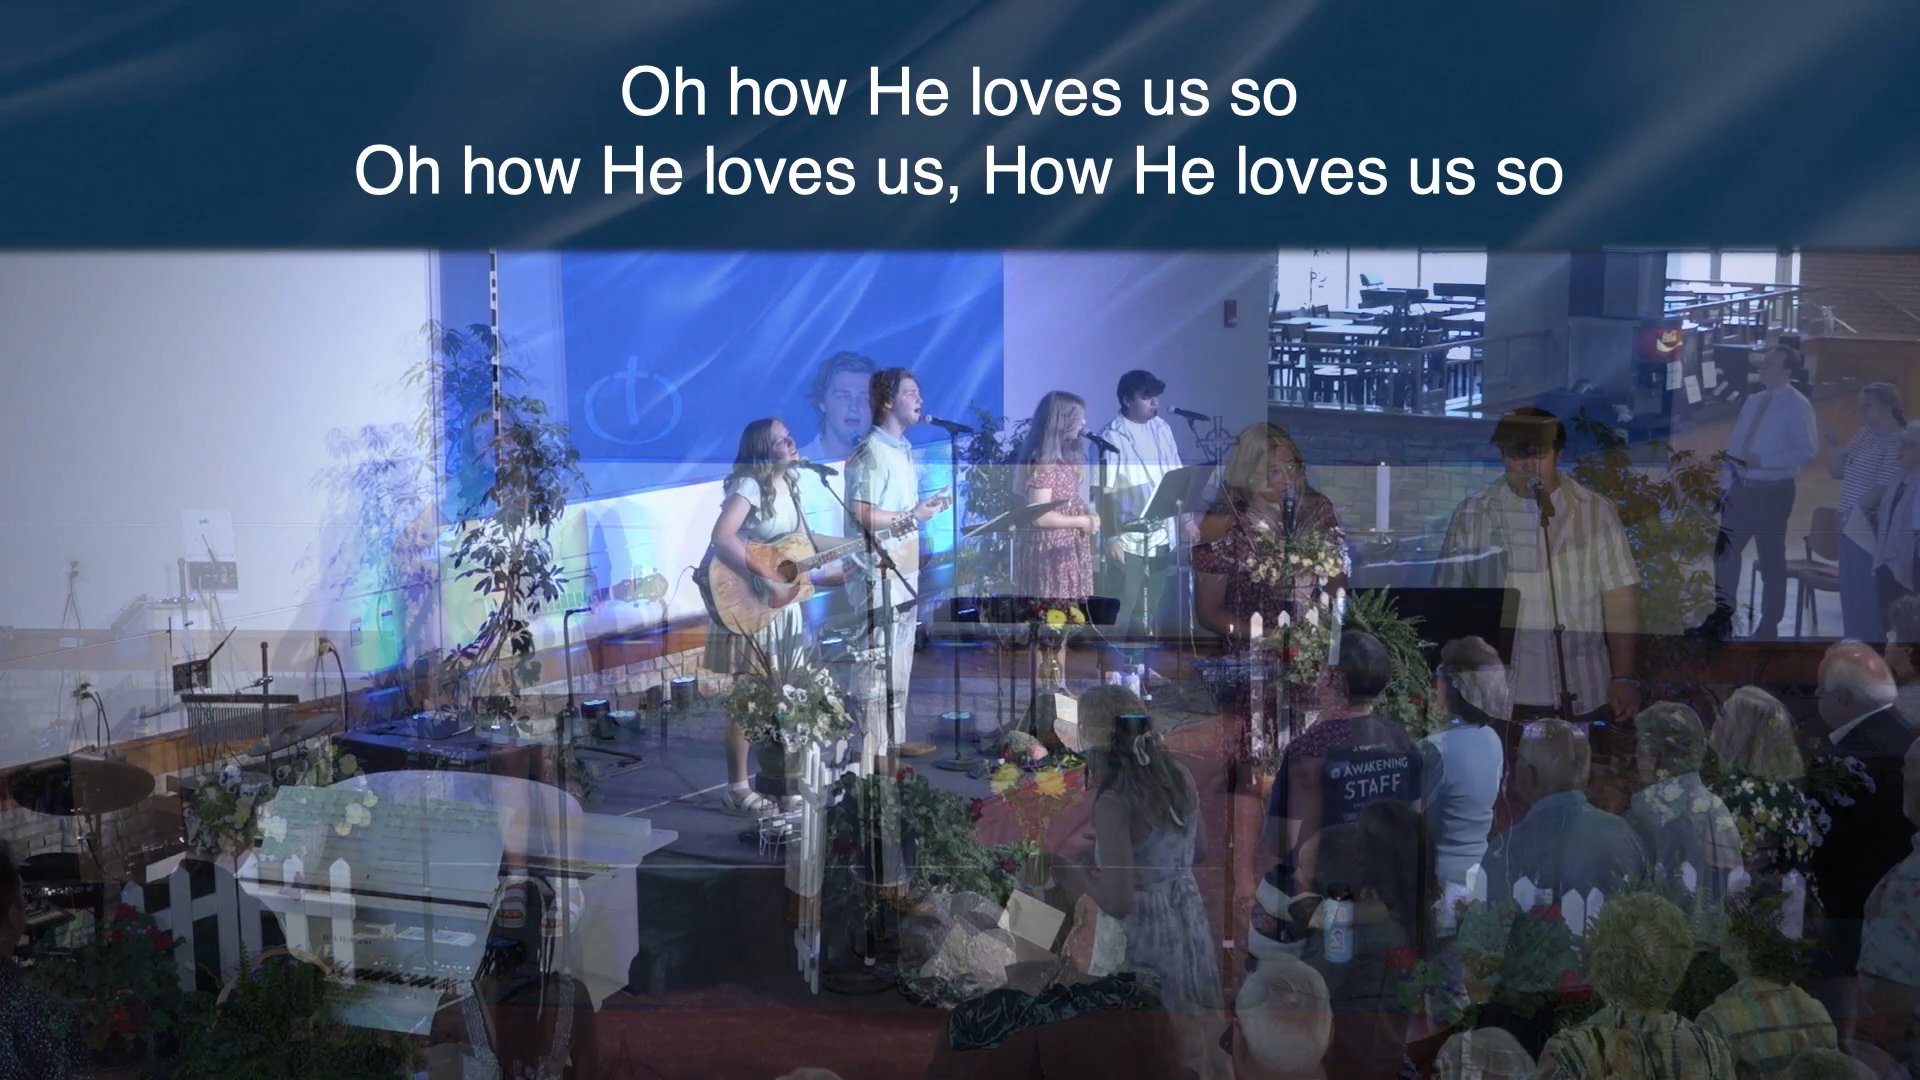 Oh how He loves us so
Oh how He loves us, How He loves us so
AWAKENING
STAFF